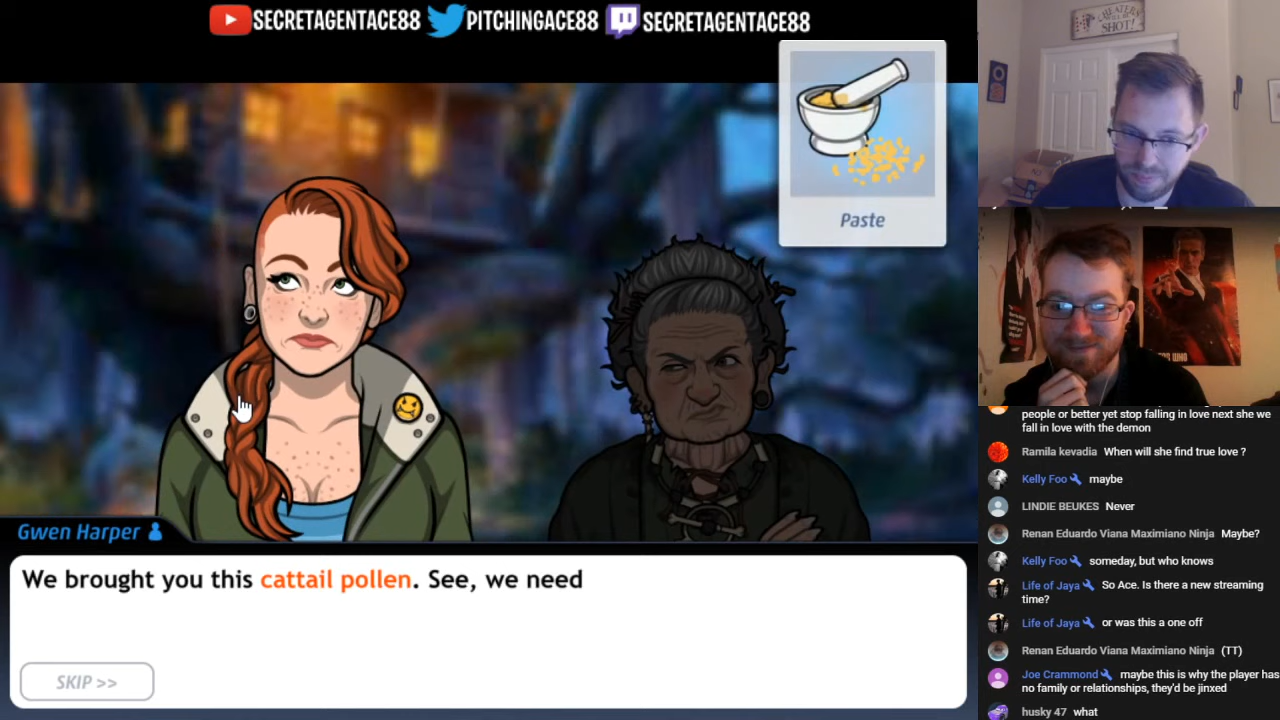 SECRETAGENTACE88 PITCHINGACE88 SECRETAGENTACE88
CHEATERS
WILL BE
SHOT!
Paste
WHO
Gwen Harper
We brought you this cattail pollen. See, we need
SKIP >>
people or better yet stop falling in love next she we
fall in love with the demon
Ramila kevadia When will she find true love ?
Kelly Foo maybe
LINDIE BEUKES Never
Renan Eduardo Viana Maximiano Ninja Maybe?
Kelly Foo someday, but who knows
Life of Jaya So Ace. Is there a new streaming
time?
Life of Jaya or was this a one off
Renan Eduardo Viana Maximiano Ninja (TT)
Joe Crammond maybe this is why the player has
no family or relationships, they'd be jinxed
husky 47 what